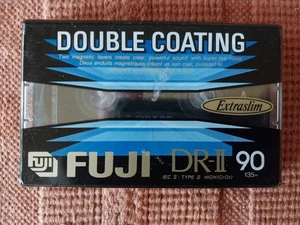 DOUBLE COATING
Two magnetic layers create clear, powerful sound with super-low noise.
Deux enduits magnétiques créent un son clair, puissant et
Extraslim
FUJI FUJI DR-II 90
IEC II / TYPE II HIGH (CrO2) 135m